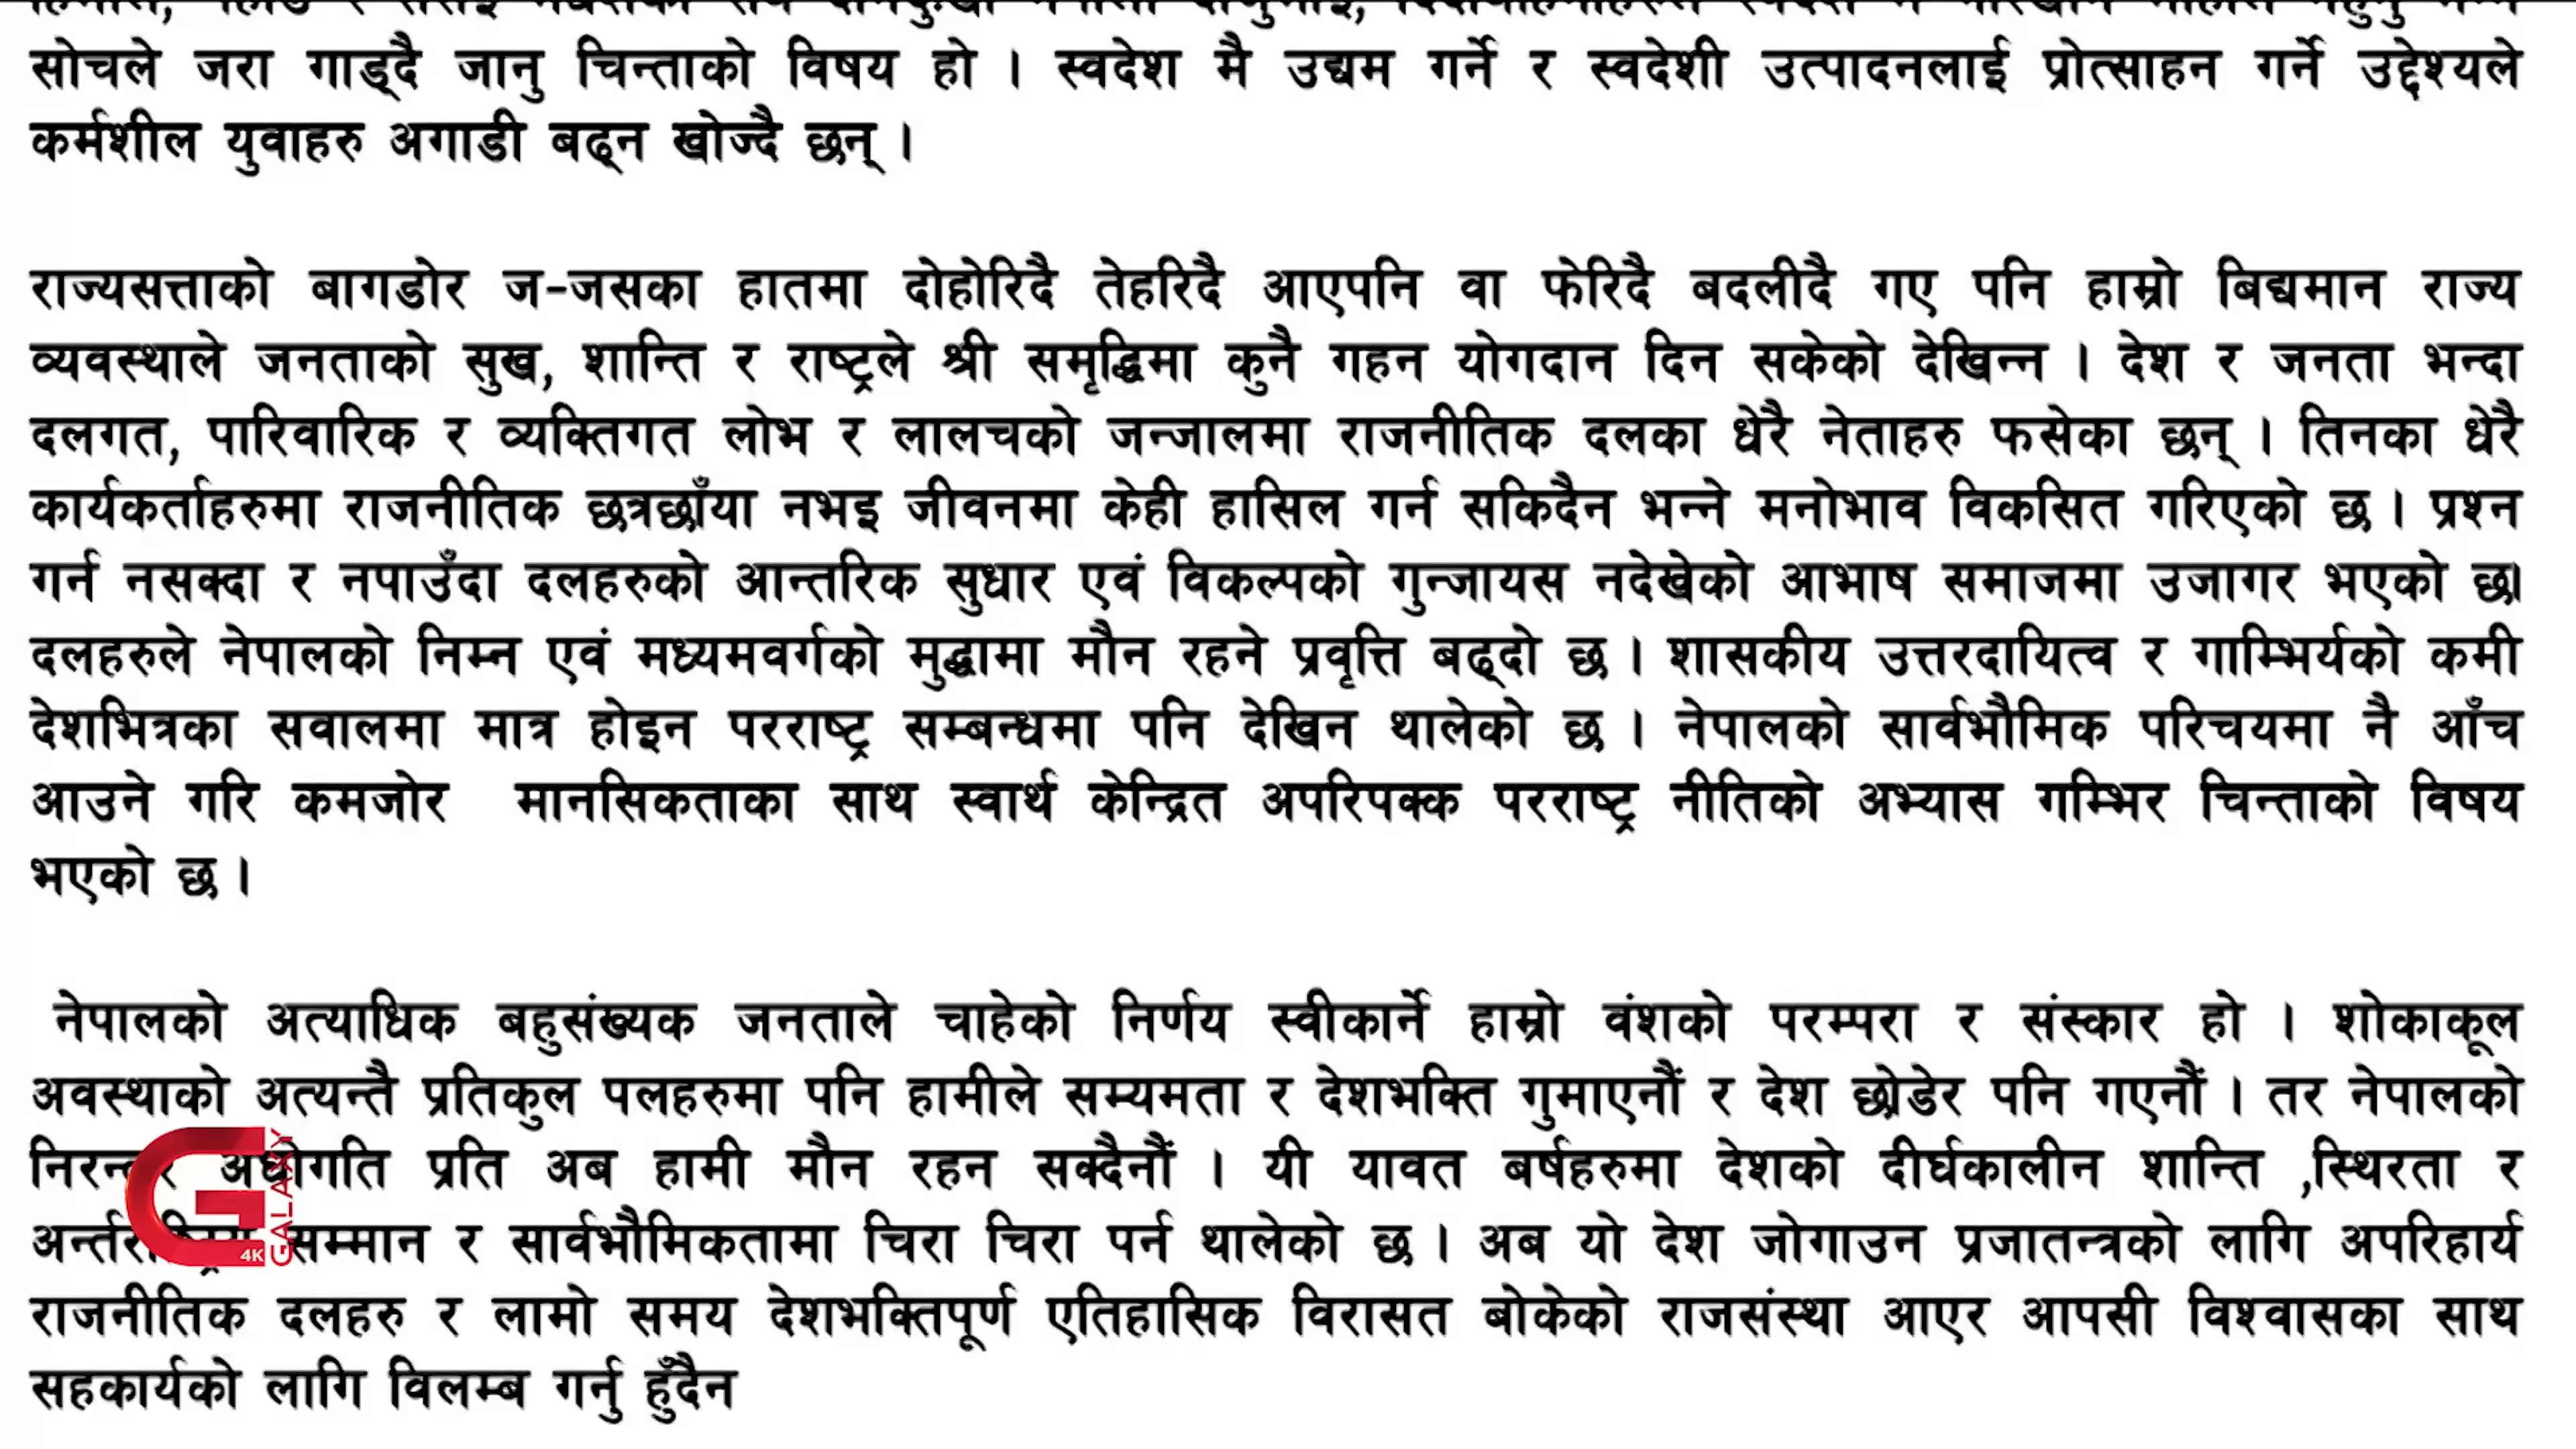 सोचले जरा गाड्दै जानु चिन्ताको विषय हो । स्वदेश मै उद्यम गर्ने र स्वदेशी उत्पादनलाई प्रोत्साहन गर्ने उद्देश्यले
कर्मशील युवाहरु अगाडी बढ्न खोज्दै छन् ।
राज्यसत्ताको बागडोर ज-जसका हातमा दोहोरिदै तेहरिदै आएपनि वा फेरिदै बदलीदै गए पनि हाम्रो बिद्यमान राज्य
व्यवस्थाले जनताको सुख, शान्ति र राष्ट्रले श्री समृद्धिमा कुनै गहन योगदान दिन सकेको देखिन्न । देश र जनता भन्दा
दलगत, पारिवारिक र व्यक्तिगत लोभ र लालचको जन्जालमा राजनीतिक दलका धेरै नेताहरु फसेका छन् । तिनका धेरै
कार्यकर्ताहरुमा राजनीतिक छत्रछाँया नभइ जीवनमा केही हासिल गर्न सकिदैन भन्ने मनोभाव विकसित गरिएको छ । प्रश्न
गर्न नसक्दा र नपाउँदा दलहरुको आन्तरिक सुधार एवं विकल्पको गुन्जायस नदेखेको आभाष समाजमा उजागर भएको छ।
दलहरुले नेपालको निम्न एवं मध्यमवर्गको मुद्धामा मौन रहने प्रवृत्ति बढ्दो छ । शासकीय उत्तरदायित्व र गाम्भिर्यको कमी
देशभित्रका सवालमा मात्र होइन परराष्ट्र सम्बन्धमा पनि देखिन थालेको छ । नेपालको सार्वभौमिक परिचयमा नै आँच
आउने गरि कमजोर मानसिकताका साथ स्वार्थ केन्द्रित अपरिपक्क परराष्ट्र नीतिको अभ्यास गम्भिर चिन्ताको विषय
भएको छ ।
नेपालको अत्याधिक बहुसंख्यक जनताले चाहेको निर्णय स्वीकार्ने हाम्रो वंशको परम्परा र संस्कार हो । शोकाकूल
अवस्थाको अत्यन्तै प्रतिकुल पलहरुमा पनि हामीले सम्यमता र देशभक्ति गुमाएनौं र देश छोडेर पनि गएनौं । तर नेपालको
निरन्तर अधोगति प्रति अब हामी मौन रहन सक्दैनौं । यी यावत बर्षहरुमा देशको दीर्घकालीन शान्ति ,स्थिरता र
सम्मान र सार्वभौमिकतामा चिरा चिरा पर्न थालेको छ । अब यो देश जोगाउन प्रजातन्त्रको लागि अपरिहार्य
राजनीतिक दलहरु र लामो समय देशभक्तिपूर्ण एतिहासिक विरासत बोकेको राजसंस्था आएर आपसी विश्वासका साथ
सहकार्यको लागि विलम्ब गर्नु हुँदैन
GALAXY
4K